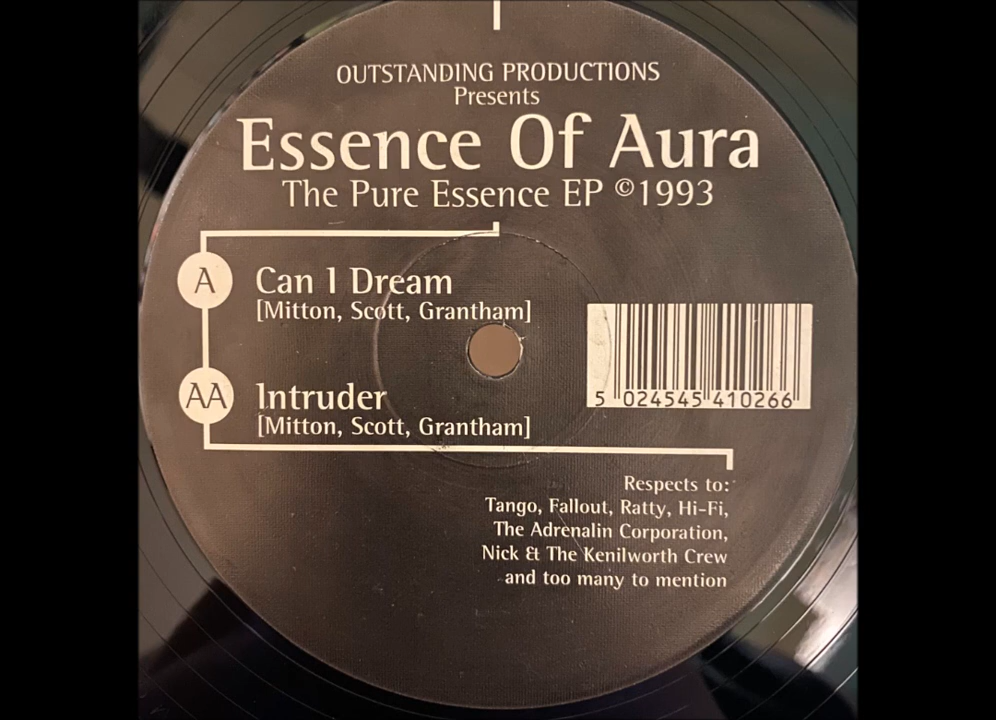 OUTSTANDING PRODUCTIONS
Presents
Essence Of Aura
The Pure Essence EP ©1993
A
Can I Dream
[Mitton, Scott, Grantham]
AA
Intruder
[Mitton, Scott, Grantham]
5 024545 410266
Respects to:
Tango, Fallout, Ratty, Hi-Fi,
The Adrenalin Corporation,
Nick & The Kenilworth Crew
and too many to mention